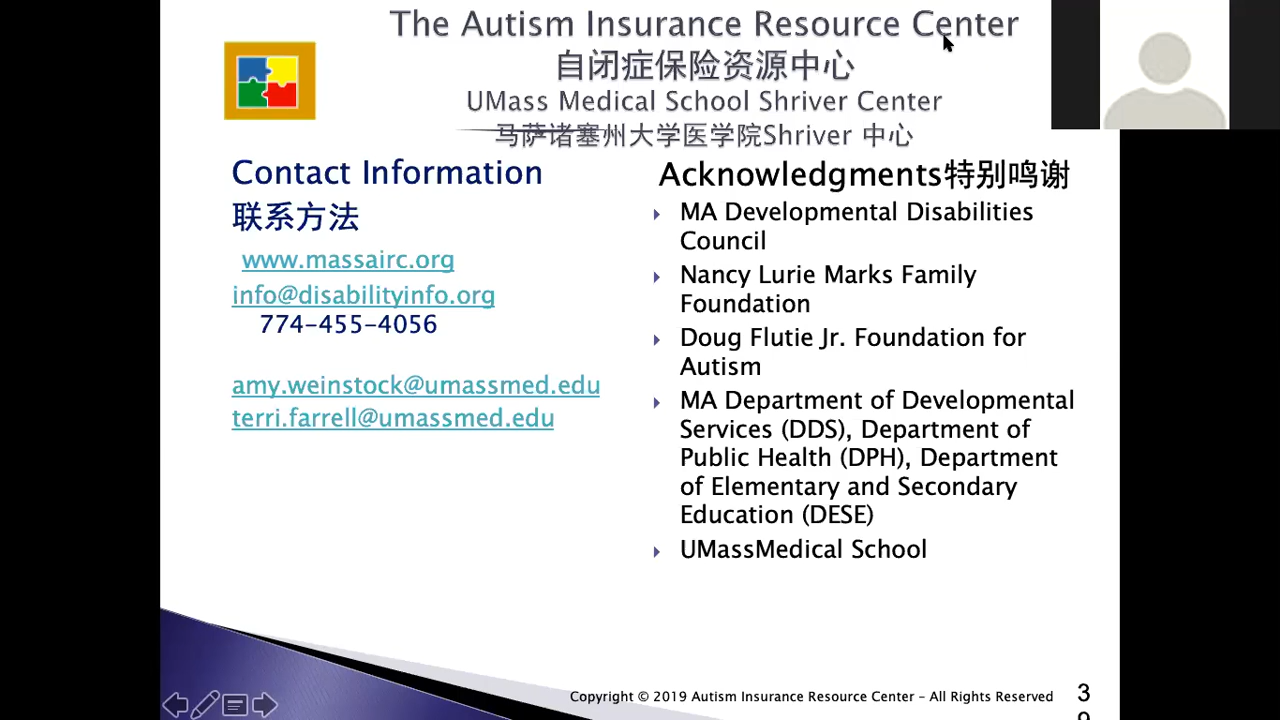 The Autism Insurance Resource Center
自闭症保险资源中心
UMass Medical School Shriver Center
马萨诸塞州大学医学院Shriver 中心
Contact Information
联系方法
www.massairc.org
info@disabilityinfo.org
774-455-4056
amy.weinstock@umassmed.edu
terri.farrell@umassmed.edu
Acknowledgments特别鸣谢
MA Developmental Disabilities
Council
Nancy Lurie Marks Family
Foundation
Doug Flutie Jr. Foundation for
Autism
MA Department of Developmental
Services (DDS), Department of
Public Health (DPH), Department
of Elementary and Secondary
Education (DESE)
UMassMedical School
Copyright © 2019 Autism Insurance Resource Center – All Rights Reserved
3